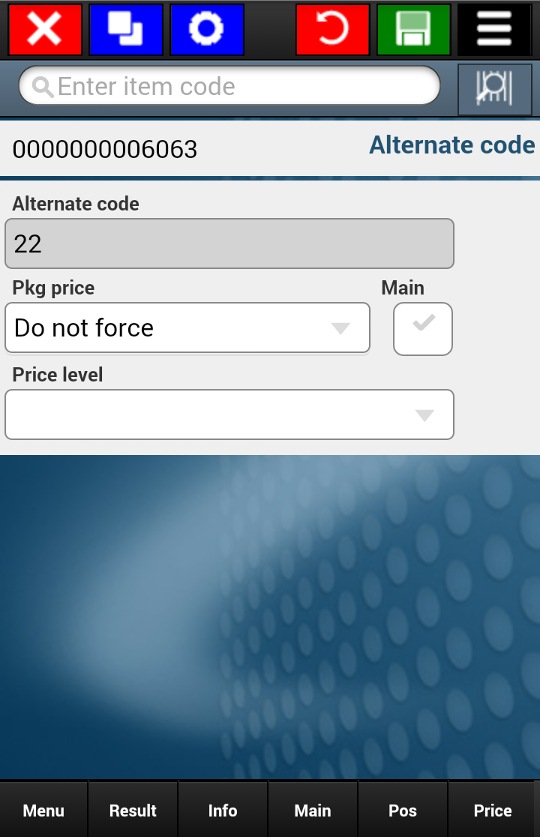 Enter item code
0000000006063
Alternate code
Alternate code
22
Pkg price
Main
Do not force
Price level
Menu
Result
Info
Main
Pos
Price